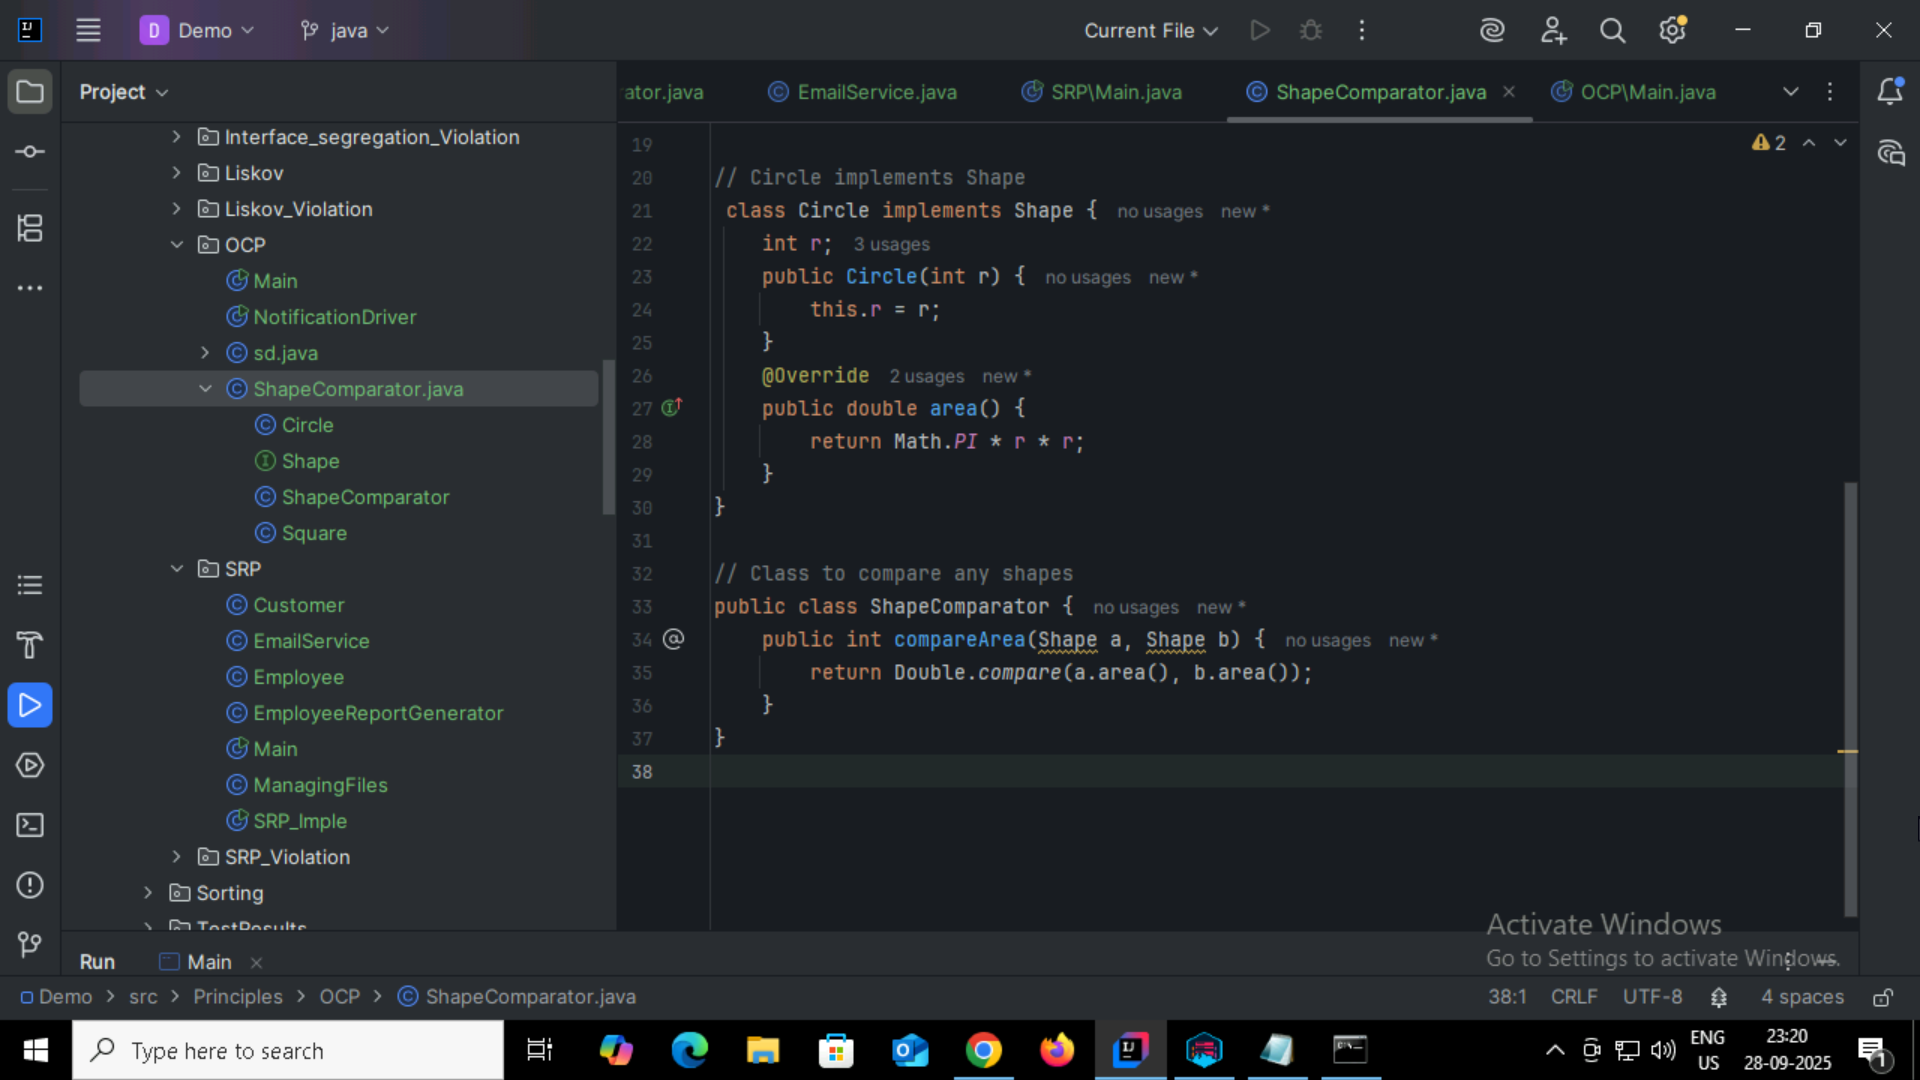 D Demo java Current File
Project
ator.java EmailService.java SRP\Main.java ShapeComparator.java OCP\Main.java
Interface_segregation_Violation
Liskov
Liskov_Violation
OCP
Main
NotificationDriver
sd.java
ShapeComparator.java
Circle
Shape
ShapeComparator
Square
SRP
Customer
EmailService
Employee
EmployeeReportGenerator
Main
ManagingFiles
SRP_Imple
SRP_Violation
Sorting
TestResults
2
19
20 // Circle implements Shape
21 class Circle implements Shape { no usages new *
22 int r; 3 usages
23 public Circle(int r) { no usages new *
24 this.r = r;
25 }
26 @Override 2 usages new *
27 public double area() {
28 return Math.PI * r * r;
29 }
30 }
31
32 // Class to compare any shapes
33 public class ShapeComparator { no usages new *
34 public int compareArea(Shape a, Shape b) { no usages new *
35 return Double.compare(a.area(), b.area());
36 }
37 }
38
Activate Windows
Go to Settings to activate Windows.
Run Main
Demo > src > Principles > OCP > ShapeComparator.java 38:1 CRLF UTF-8 4 spaces
Type here to search
ENG
US
23:20
28-09-2025
1